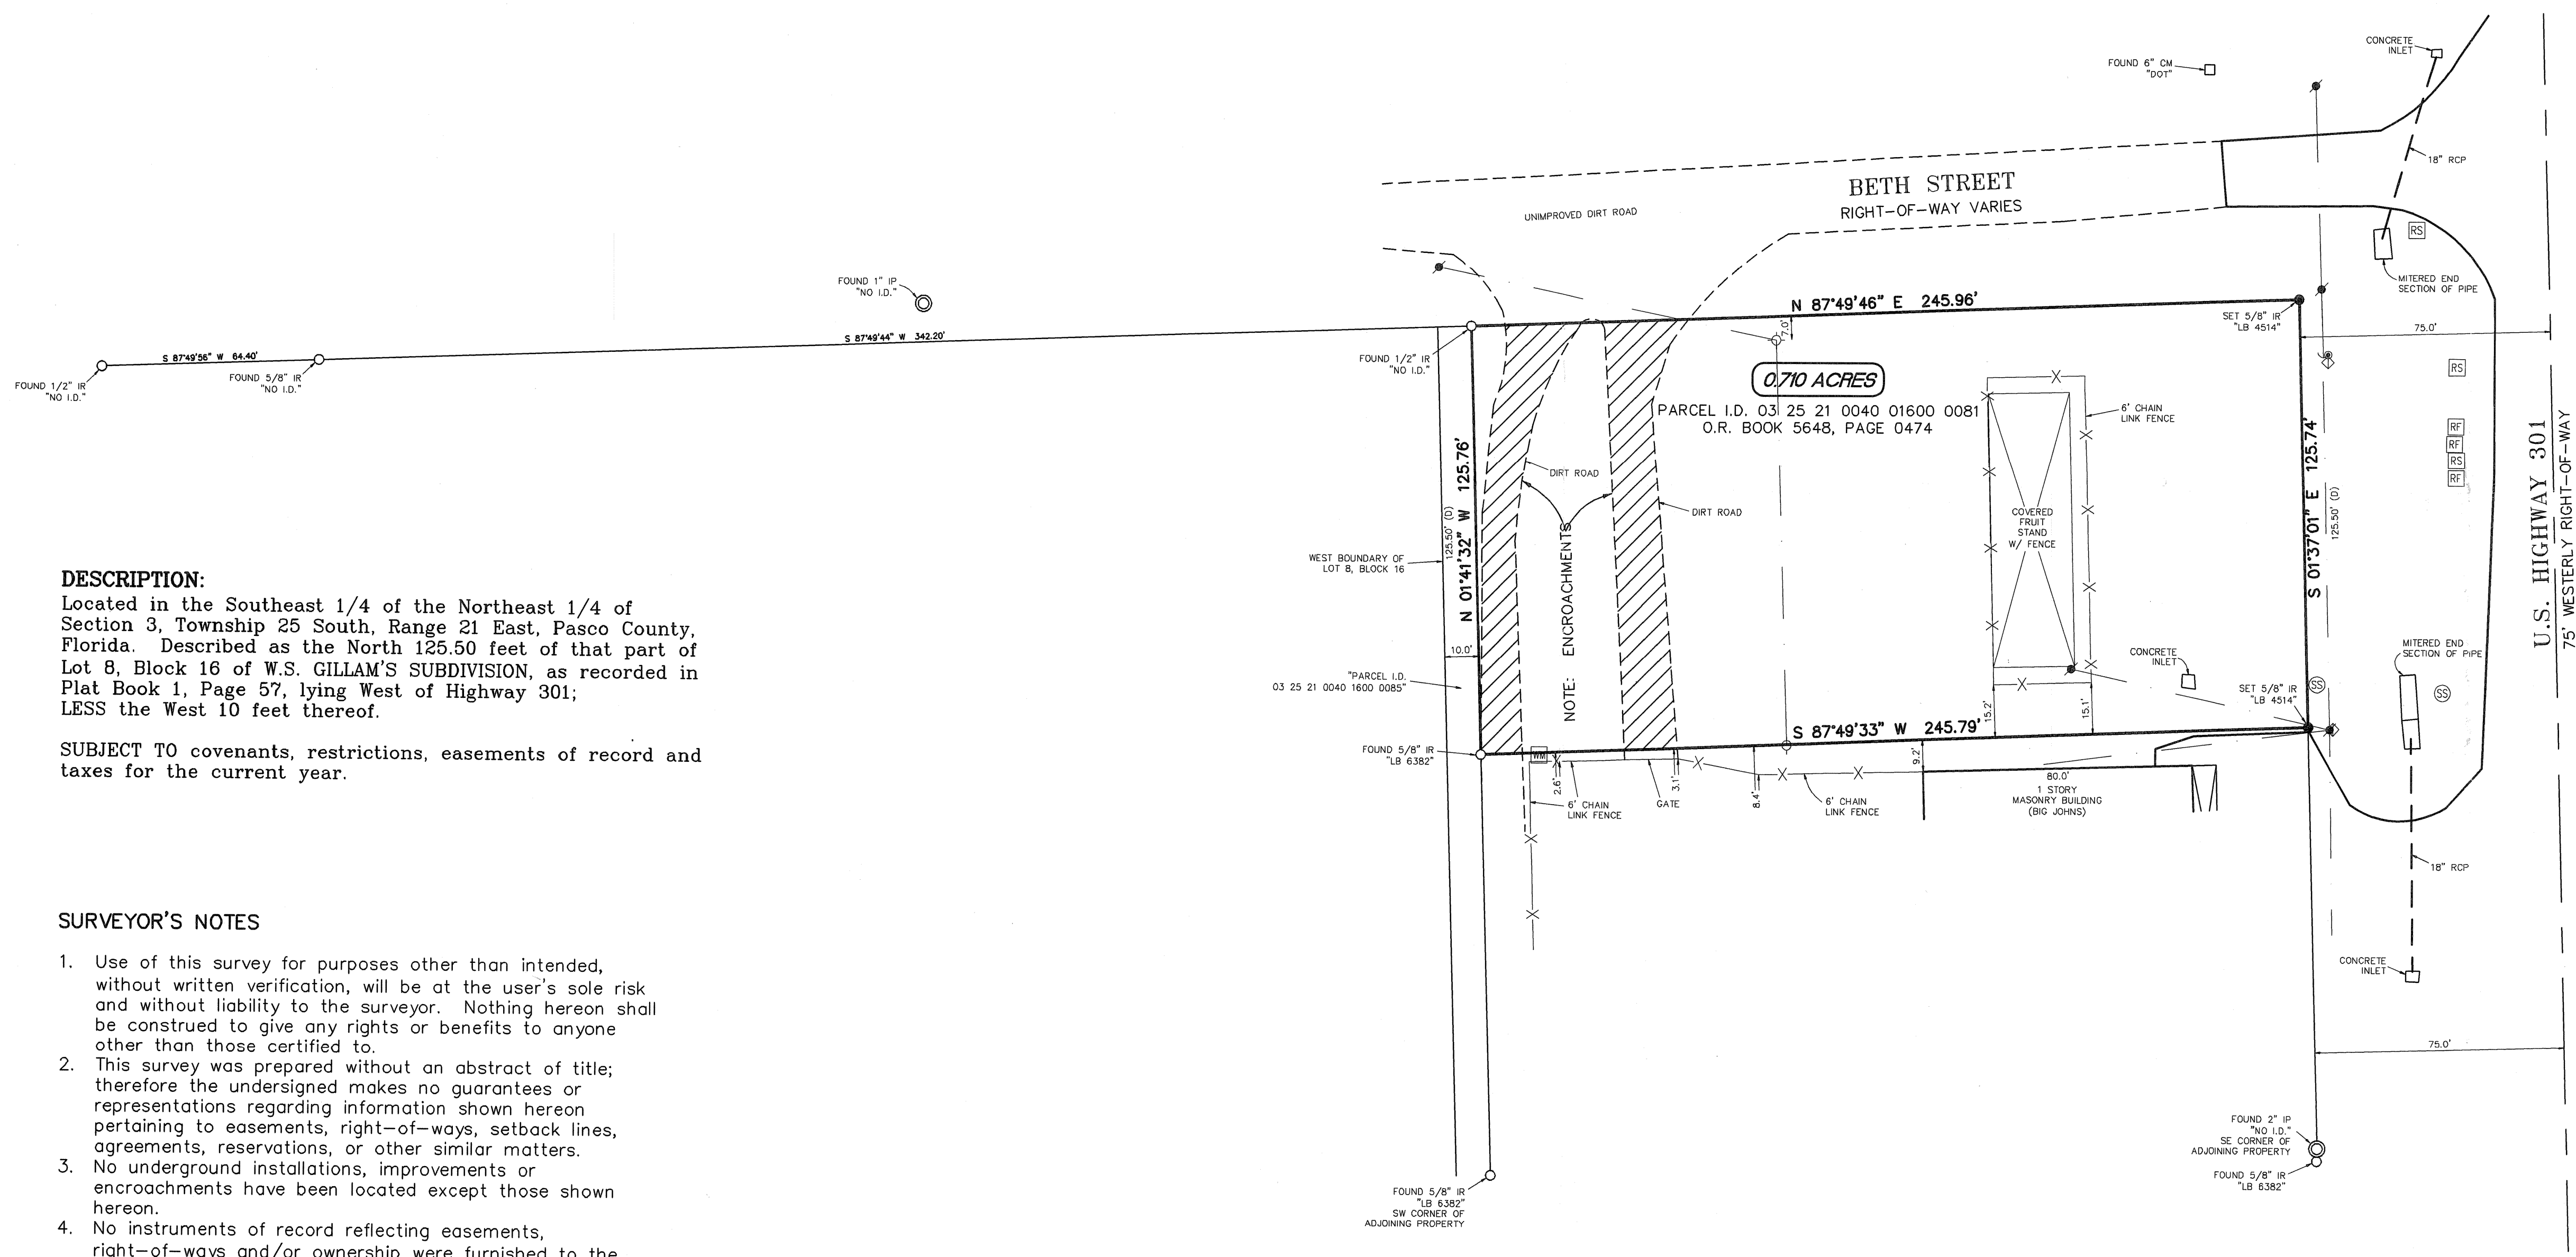 CONCRETE
INLET
FOUND 6" CM
"DOT"
18" RCP
BETH STREET
RIGHT-OF-WAY VARIES
UNIMPROVED DIRT ROAD
RS
MITERED END
SECTION OF PIPE
FOUND 1" IP
"NO I.D."
N 87°49'46" E 245.96'
7.0'
SET 5/8" IR
"LB 4514"
75.0'
S 87°49'44" W 342.20'
S 87°49'56" W 64.40'
FOUND 1/2" IR
"NO I.D."
FOUND 5/8" IR
"NO I.D."
FOUND 1/2" IR
"NO I.D."
0.710 ACRES
PARCEL I.D. 03 25 21 0040 01600 0081
O.R. BOOK 5648, PAGE 0474
6' CHAIN
LINK FENCE
RS
RF
RF
RS
RF
DIRT ROAD
DIRT ROAD
NOTE: ENCROACHMENTS
COVERED
FRUIT
STAND
W/ FENCE
N 01°41'32" W 125.76'
125.50' (D)
S 01°37'01" E 125.74'
125.50' (D)
U.S. HIGHWAY 301
75' WESTERLY RIGHT-OF-WAY
WEST BOUNDARY OF
LOT 8, BLOCK 16
10.0'
"PARCEL I.D.
03 25 21 0040 1600 0085"
CONCRETE
INLET
MITERED END
SECTION OF PIPE
SS
SS
SET 5/8" IR
"LB 4514"
15.2'
15.1'
S 87°49'33" W 245.79'
FOUND 5/8" IR
"LB 6382"
WM
2.6'
6' CHAIN
LINK FENCE
GATE
3.1'
8.4'
6' CHAIN
LINK FENCE
9.2'
80.0'
1 STORY
MASONRY BUILDING
(BIG JOHNS)
18" RCP
CONCRETE
INLET
75.0'
FOUND 2" IP
"NO I.D."
SE CORNER OF
ADJOINING PROPERTY
FOUND 5/8" IR
"LB 6382"
FOUND 5/8" IR
"LB 6382"
SW CORNER OF
ADJOINING PROPERTY
DESCRIPTION:
Located in the Southeast 1/4 of the Northeast 1/4 of
Section 3, Township 25 South, Range 21 East, Pasco County,
Florida. Described as the North 125.50 feet of that part of
Lot 8, Block 16 of W.S. GILLAM'S SUBDIVISION, as recorded in
Plat Book 1, Page 57, lying West of Highway 301;
LESS the West 10 feet thereof.
SUBJECT TO covenants, restrictions, easements of record and
taxes for the current year.
SURVEYOR'S NOTES
1. Use of this survey for purposes other than intended,
without written verification, will be at the user's sole risk
and without liability to the surveyor. Nothing hereon shall
be construed to give any rights or benefits to anyone
other than those certified to.
2. This survey was prepared without an abstract of title;
therefore the undersigned makes no guarantees or
representations regarding information shown hereon
pertaining to easements, right-of-ways, setback lines,
agreements, reservations, or other similar matters.
3. No underground installations, improvements or
encroachments have been located except those shown
hereon.
4. No instruments of record reflecting easements,
right-of-ways and/or ownership were furnished to the